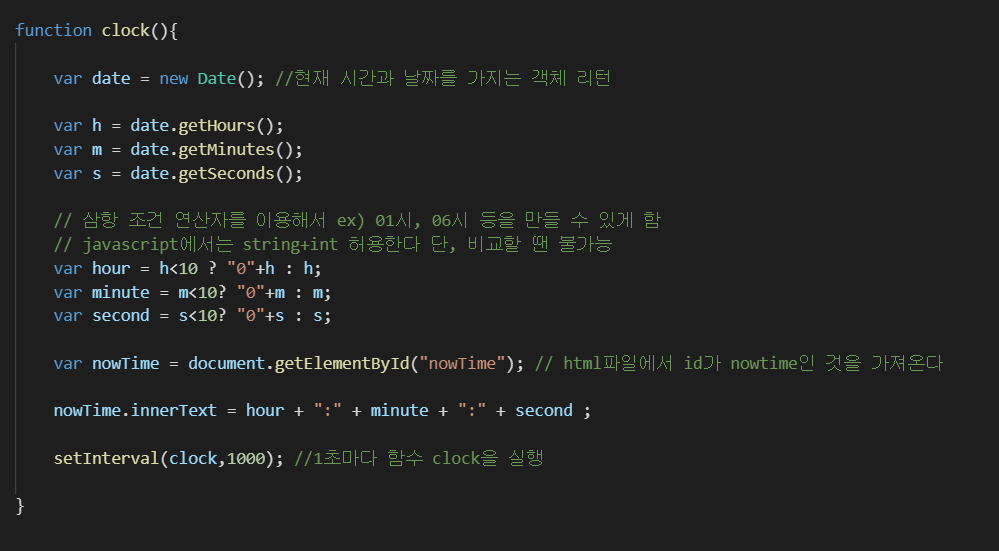 function clock(){
var date = new Date(); //현재 시간과 날짜를 가지는 객체 리턴
var h = date.getHours();
var m = date.getMinutes();
var s = date.getSeconds();
// 삼항 조건 연산자를 이용해서 ex) 01시, 06시 등을 만들 수 있게 함
// javascript에서는 string+int 허용한다 단, 비교할 땐 불가능
var hour = h<10 ? "0"+h : h;
var minute = m<10? "0"+m : m;
var second = s<10? "0"+s : s;
var nowTime = document.getElementById("nowTime"); // html파일에서 id가 nowtime인 것을 가져온다
nowTime.innerText = hour + ":" + minute + ":" + second ;
setInterval(clock,1000); //1초마다 함수 clock을 실행
}